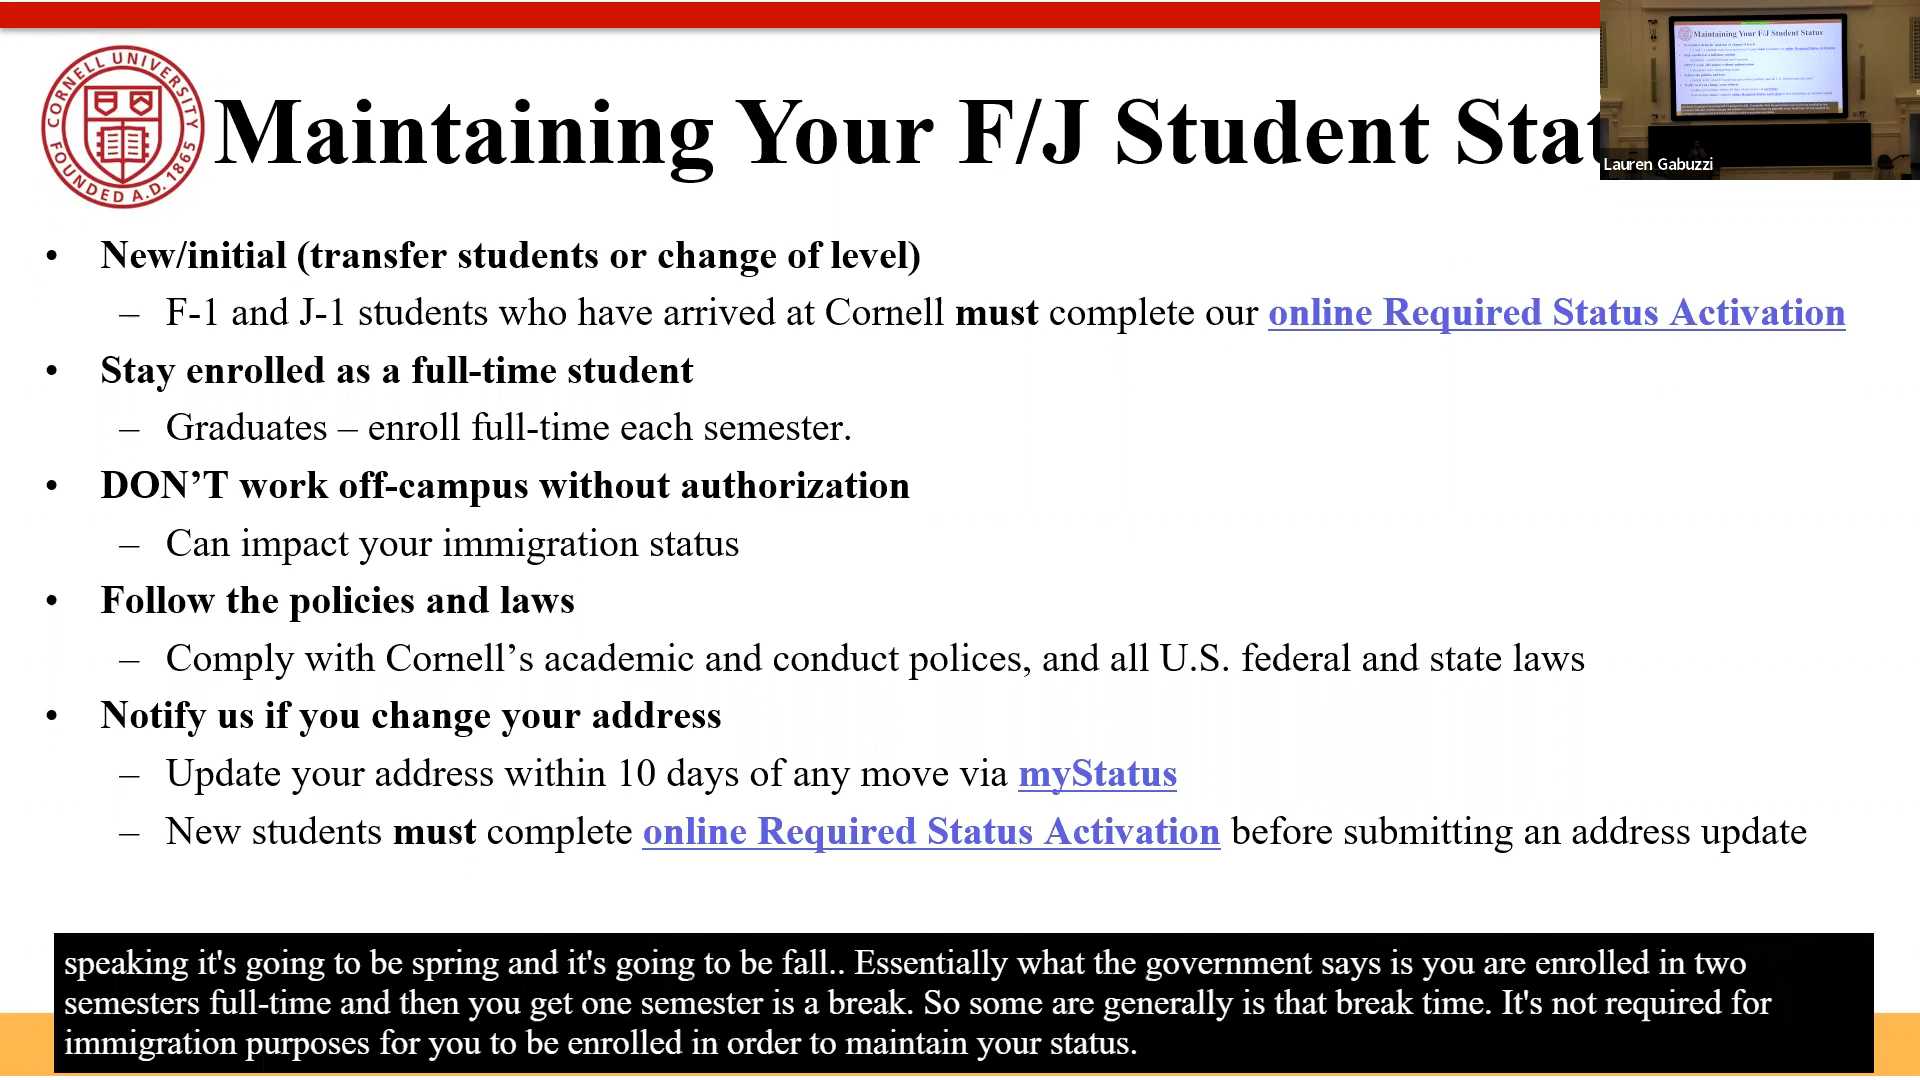 CORNELL UNIVERSITY
FOUNDED A.D. 1865
Maintaining Your F/J Student Stat
Maintaining Your F/J Student Status
Lauren Gabuzzi
• New/initial (transfer students or change of level)
– F-1 and J-1 students who have arrived at Cornell must complete our online Required Status Activation
• Stay enrolled as a full-time student
– Graduates – enroll full-time each semester.
• DON’T work off-campus without authorization
– Can impact your immigration status
• Follow the policies and laws
– Comply with Cornell’s academic and conduct polices, and all U.S. federal and state laws
• Notify us if you change your address
– Update your address within 10 days of any move via myStatus
– New students must complete online Required Status Activation before submitting an address update
speaking it's going to be spring and it's going to be fall.. Essentially what the government says is you are enrolled in two
semesters full-time and then you get one semester is a break. So some are generally is that break time. It's not required for
immigration purposes for you to be enrolled in order to maintain your status.